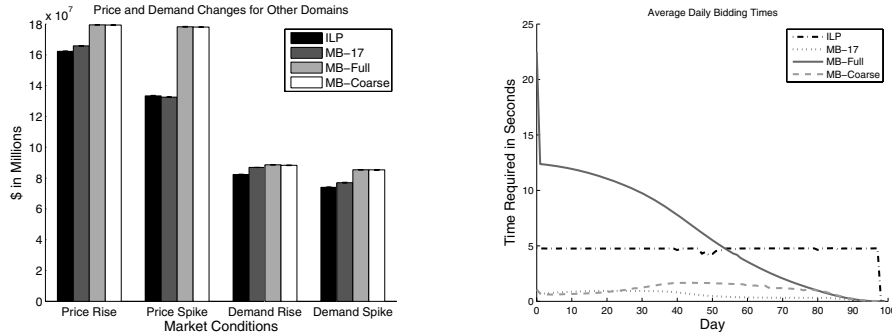 Price and Demand Changes for Other Domains
x 10⁷
18
16
14
12
10
8
6
4
2
0
$ in Millions
ILP
MB−17
MB−Full
MB−Coarse
Price Rise Price Spike Demand Rise Demand Spike
Market Conditions
Average Daily Bidding Times
25
20
15
10
5
0
Time Required in Seconds
ILP
MB−17
MB−Full
MB−Coarse
0 10 20 30 40 50 60 70 80 90 100
Day